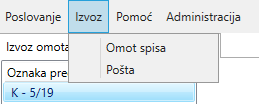 Poslovanje Izvoz Pomoć Administracija
Izvoz omota
Omot spisa
Oznaka pre
Pošta
K - 5/19